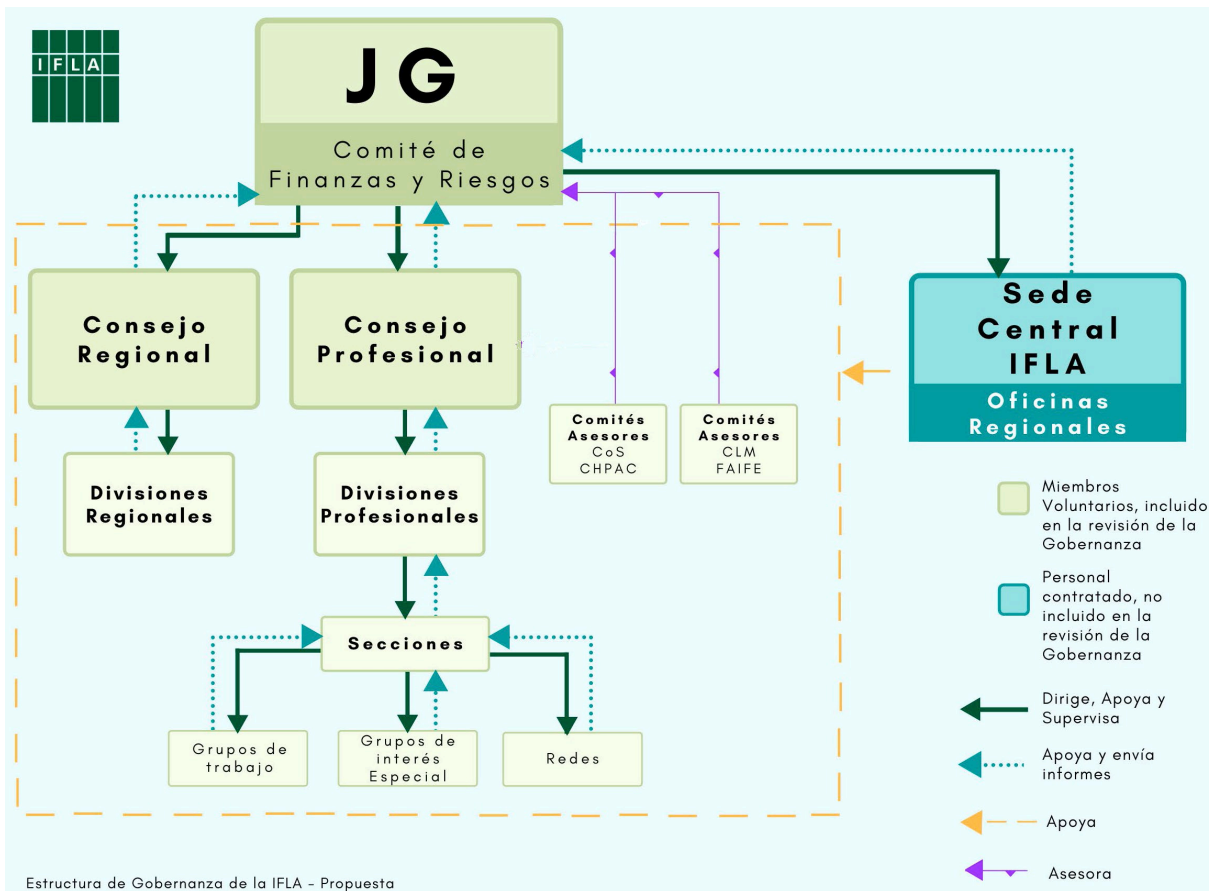 IFLA
JG
Comité de
Finanzas y Riesgos
Consejo
Regional
Consejo
Profesional
Sede
Central
IFLA
Oficinas
Regionales
Comités
Asesores
CoS
CHPAC
Comités
Asesores
CLM
FAIFE
Divisiones
Regionales
Divisiones
Profesionales
Secciones
Grupos de
trabajo
Grupos de
interés
Especial
Redes
Miembros
Voluntarios, incluido
en la revisión de la
Gobernanza
Personal
contratado, no
incluido en la
revisión de la
Gobernanza
Dirige, Apoya y
Supervisa
Apoya y envía
informes
Apoya
Asesora
Estructura de Gobernanza de la IFLA - Propuesta